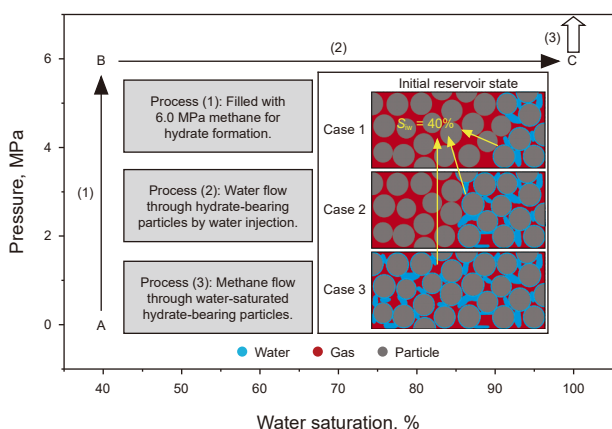 (3)
6
B
(2)
C
Initial reservoir state
Process (1): Filled with
6.0 MPa methane for
hydrate formation.
Case 1
Siw = 40%
Pressure, MPa
4
(1)
Process (2): Water flow
through hydrate-bearing
particles by water injection.
Case 2
2
Process (3): Methane flow
through water-saturated
hydrate-bearing particles.
Case 3
0
A
Water
Gas
Particle
40
50
60
70
80
90
100
Water saturation, %